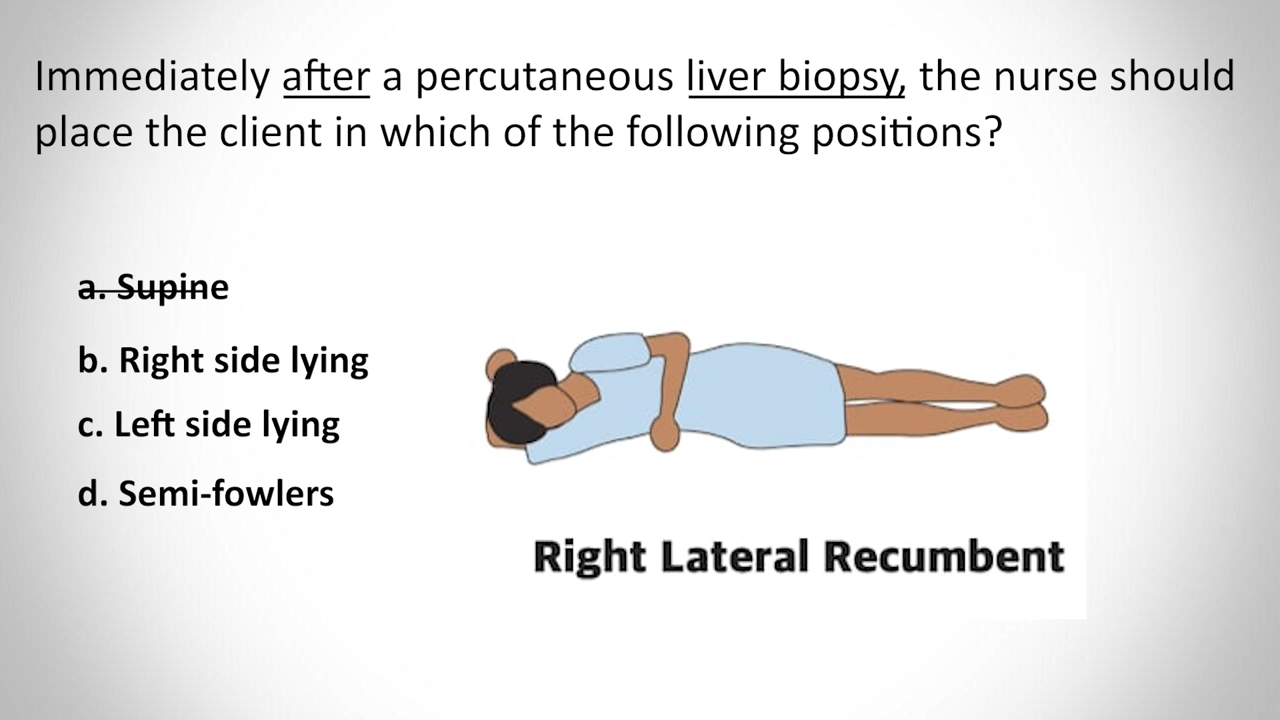 Immediately after a percutaneous liver biopsy, the nurse should
place the client in which of the following positions?
a. Supine
b. Right side lying
c. Left side lying
d. Semi-fowlers
Right Lateral Recumbent